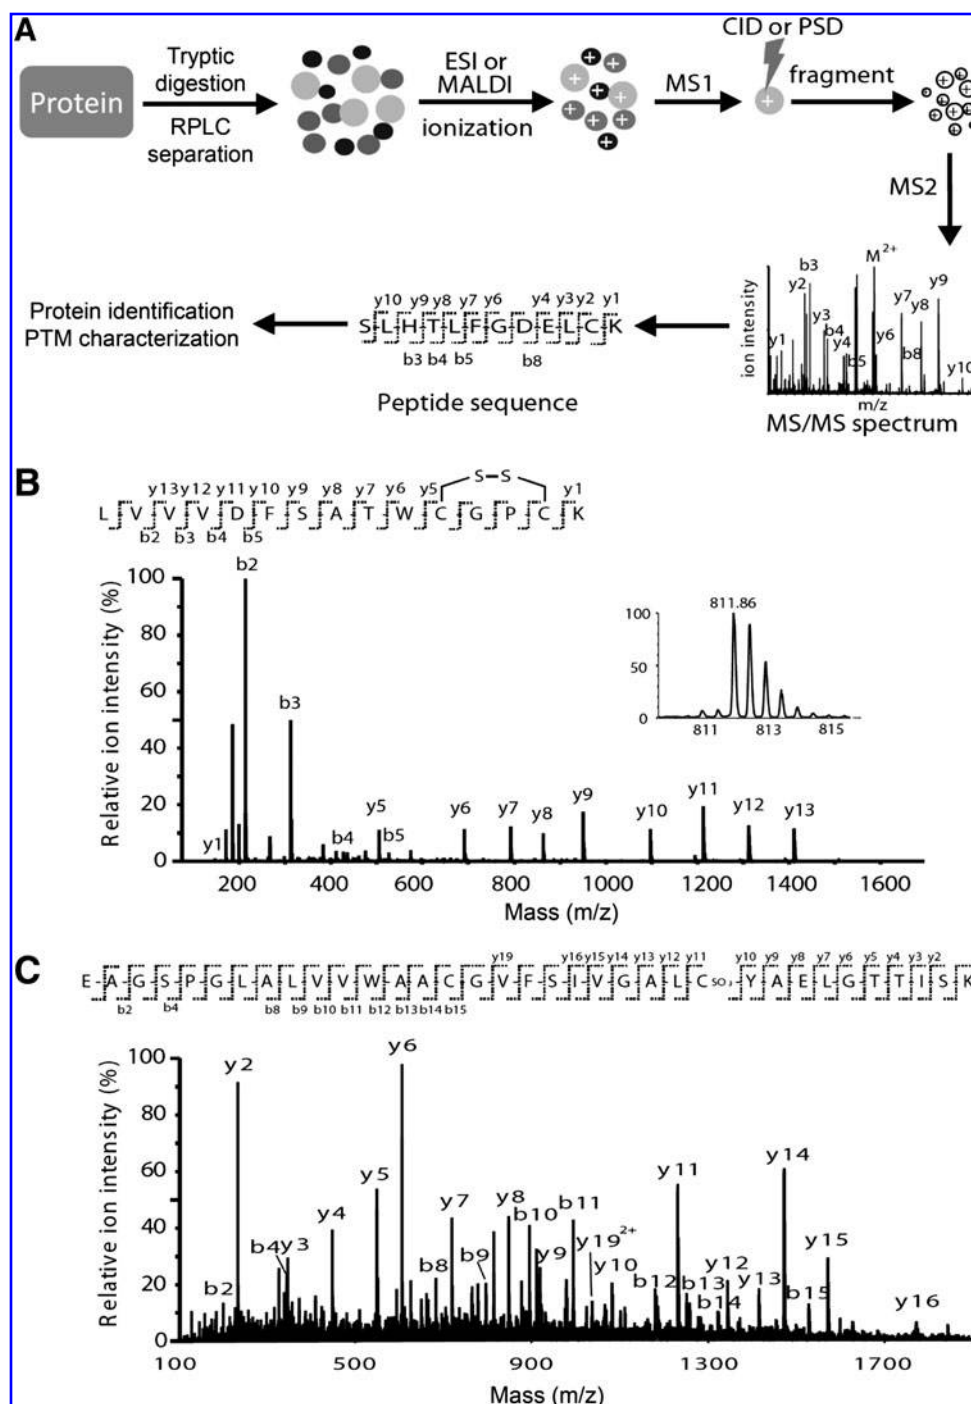 A
Protein
Tryptic
digestion
RPLC
separation
ESI or
MALDI
ionization
MS1
CID or PSD
fragment
MS2
M2+
b3
y2
y9
y7
y8
y3
b4
y6
y1
y4
b5
b8
y10
ion intensity
m/z
MS/MS spectrum
y10 y9 y8 y7 y6 y4 y3 y2 y1
S L H T L F G D E L C K
b3 b4 b5 b8
Peptide sequence
Protein identification
PTM characterization
B
S–S
y13 y12 y11 y10 y9 y8 y7 y6 y5 y1
L V V V D F S A T W C G P C K
b2 b3 b4 b5
Relative ion intensity (%)
100
80
60
40
20
0
b2
b3
y1
b4
y5
b5
y6
y7
y8
y9
y10
y11
y12
y13
811.86
100
50
0
811 813 815
200 400 600 800 1000 1200 1400 1600
Mass (m/z)
C
y19 y16 y15 y14 y13 y12 y11 y10 y9 y8 y7 y6 y5 y4 y3 y2
E-A-G-S-P-G-L-A-L-V-V-W-A-A-C-G-V-F-S-I-V-G-A-L-C-SO3-Y-A-E-L-G-T-T-I-S-K
b2 b4 b8 b9 b10 b11 b12 b13 b14 b15
Relative ion intensity (%)
100
80
60
40
20
0
y2
y6
y14
y5
y11
y4
y7
y8
b10
b11
b4
y3
b8
b9
y9
y19 2+
y10
b12
b13
b14
y12
y13
y15
b15
b2
y16
100 500 900 1300 1700
Mass (m/z)